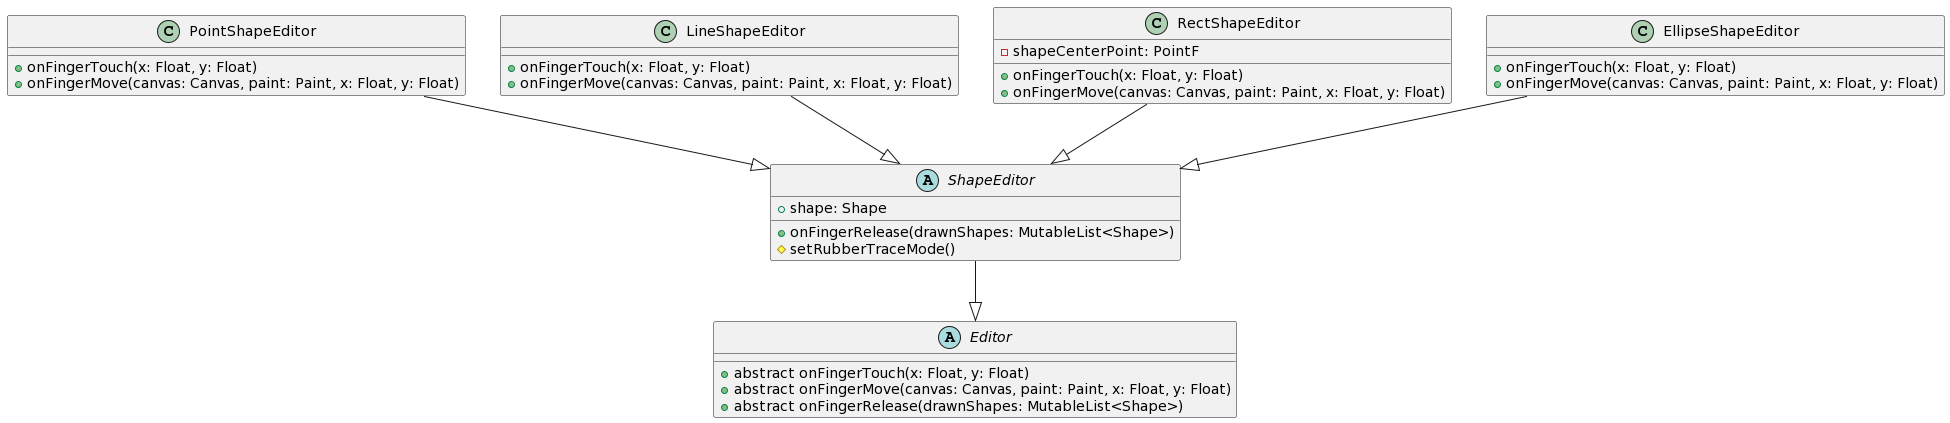 C PointShapeEditor
onFingerTouch(x: Float, y: Float)
onFingerMove(canvas: Canvas, paint: Paint, x: Float, y: Float)
C LineShapeEditor
onFingerTouch(x: Float, y: Float)
onFingerMove(canvas: Canvas, paint: Paint, x: Float, y: Float)
C RectShapeEditor
shapeCenterPoint: PointF
onFingerTouch(x: Float, y: Float)
onFingerMove(canvas: Canvas, paint: Paint, x: Float, y: Float)
C EllipseShapeEditor
onFingerTouch(x: Float, y: Float)
onFingerMove(canvas: Canvas, paint: Paint, x: Float, y: Float)
A ShapeEditor
shape: Shape
onFingerRelease(drawnShapes: MutableList<Shape>)
setRubberTraceMode()
A Editor
abstract onFingerTouch(x: Float, y: Float)
abstract onFingerMove(canvas: Canvas, paint: Paint, x: Float, y: Float)
abstract onFingerRelease(drawnShapes: MutableList<Shape>)